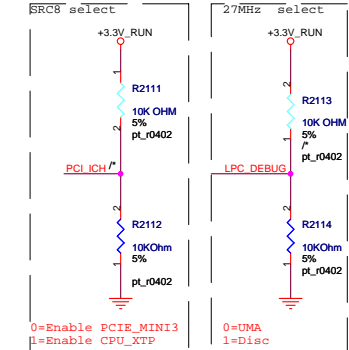 SRC8 select
+3.3V_RUN
1
R2111
10K OHM
5%
2
pt_r0402
PCI_ICH
/*
2
R2112
10KOhm
5%
1
pt_r0402
0=Enable PCIE_MINI3
1=Enable CPU_XTP
27MHz select
+3.3V_RUN
2
R2113
10K OHM
5%
1
/*
pt_r0402
LPC_DEBUG
2
R2114
10KOhm
5%
1
pt_r0402
0=UMA
1=Disc